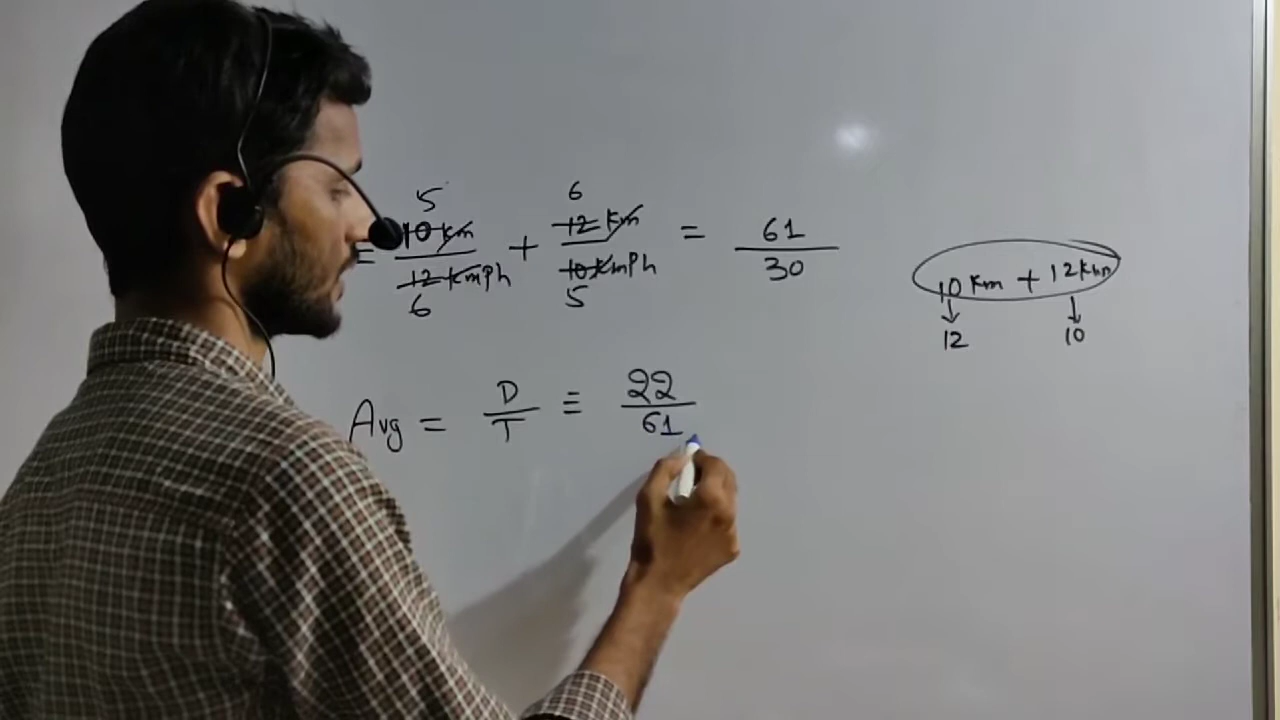 5 6
= 10 km + 12 km = 61
12 kmph 10 kmph 30
6 5
10 km + 12 km
↓ ↓
12 10
Avg = D ≡ 22
T 61